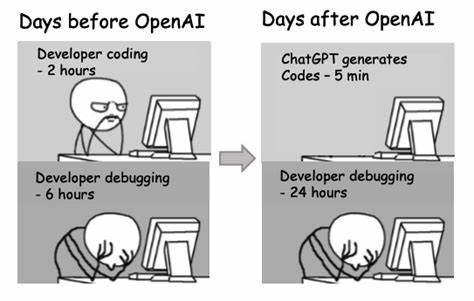 Days before OpenAI
Developer coding
- 2 hours
Developer debugging
- 6 hours
Days after OpenAI
ChatGPT generates
Codes – 5 min
Developer debugging
- 24 hours